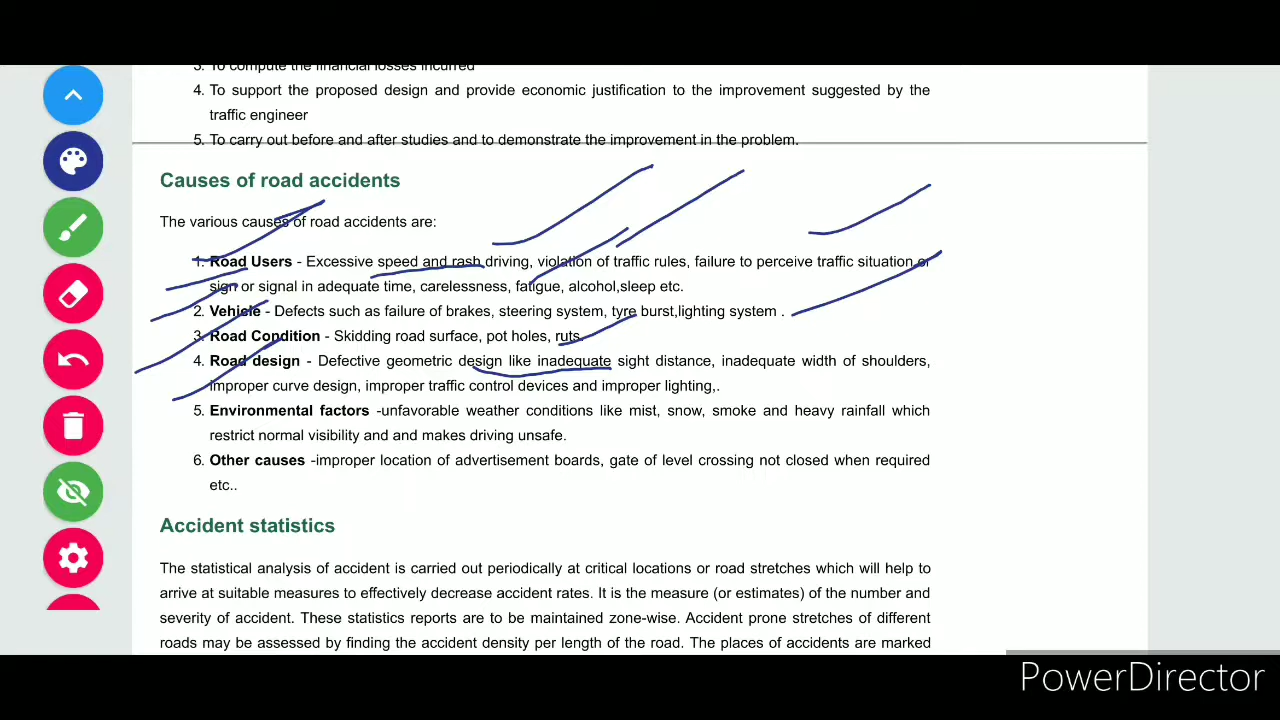 3. To compute the financial losses incurred
4. To support the proposed design and provide economic justification to the improvement suggested by the
traffic engineer
5. To carry out before and after studies and to demonstrate the improvement in the problem.
Causes of road accidents
The various causes of road accidents are:
1. Road Users - Excessive speed and rash driving, violation of traffic rules, failure to perceive traffic situation or
sign or signal in adequate time, carelessness, fatigue, alcohol,sleep etc.
2. Vehicle - Defects such as failure of brakes, steering system, tyre burst,lighting system .
3. Road Condition - Skidding road surface, pot holes, ruts.
4. Road design - Defective geometric design like inadequate sight distance, inadequate width of shoulders,
improper curve design, improper traffic control devices and improper lighting,.
5. Environmental factors -unfavorable weather conditions like mist, snow, smoke and heavy rainfall which
restrict normal visibility and and makes driving unsafe.
6. Other causes -improper location of advertisement boards, gate of level crossing not closed when required
etc..
Accident statistics
The statistical analysis of accident is carried out periodically at critical locations or road stretches which will help to
arrive at suitable measures to effectively decrease accident rates. It is the measure (or estimates) of the number and
severity of accident. These statistics reports are to be maintained zone-wise. Accident prone stretches of different
roads may be assessed by finding the accident density per length of the road. The places of accidents are marked
PowerDirector